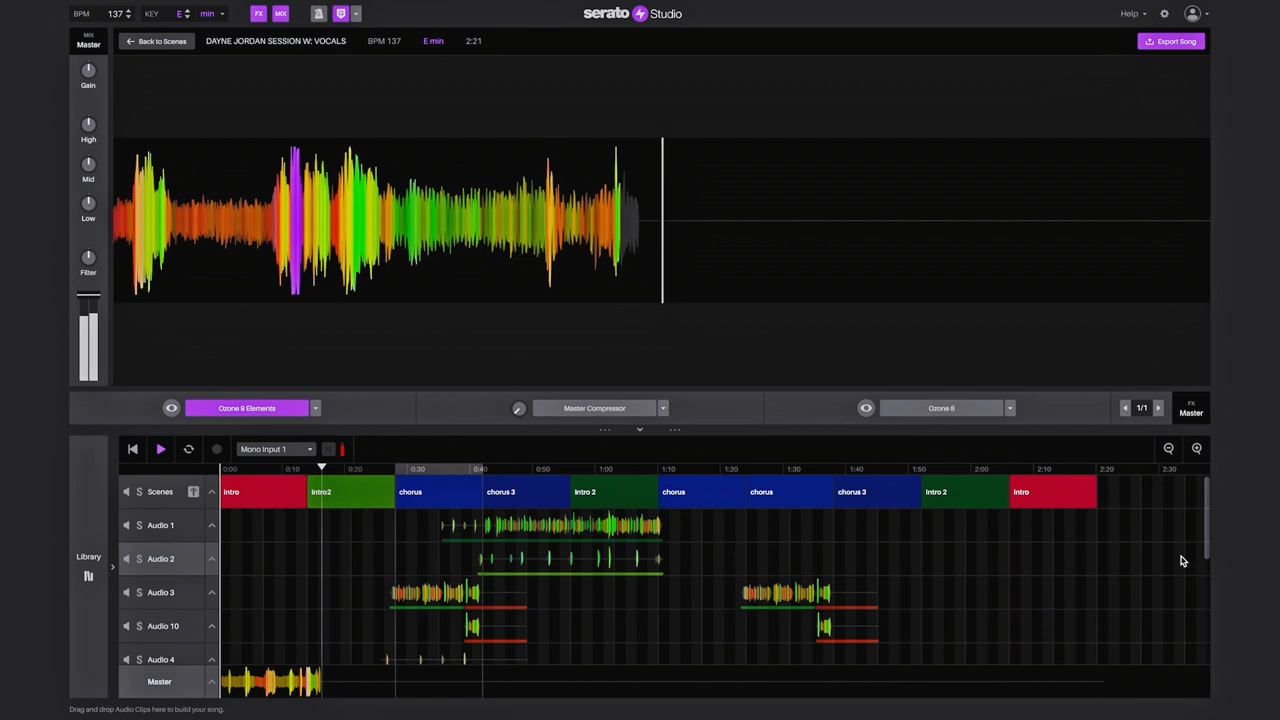 BPM 137 KEY E min FX MIX serato Studio Help
MIX
Master
Back to Scenes DAYNE JORDAN SESSION W: VOCALS BPM 137 E min 2:21 Export Song
Gain
High
Mid
Low
Filter
Ozone 9 Elements Master Compressor Ozone 8 1/1 FX
Master
Mono Input 1
0:00 0:10 0:20 0:30 0:40 0:50 1:00 1:10 1:20 1:30 1:40 1:50 2:00 2:10 2:20 2:30
S Scenes Intro Intro2 chorus chorus 3 Intro 2 chorus chorus chorus 3 Intro 2 Intro
S Audio 1
Library
S Audio 2
S Audio 3
S Audio 10
S Audio 4
Master
Drag and drop Audio Clips here to build your song.